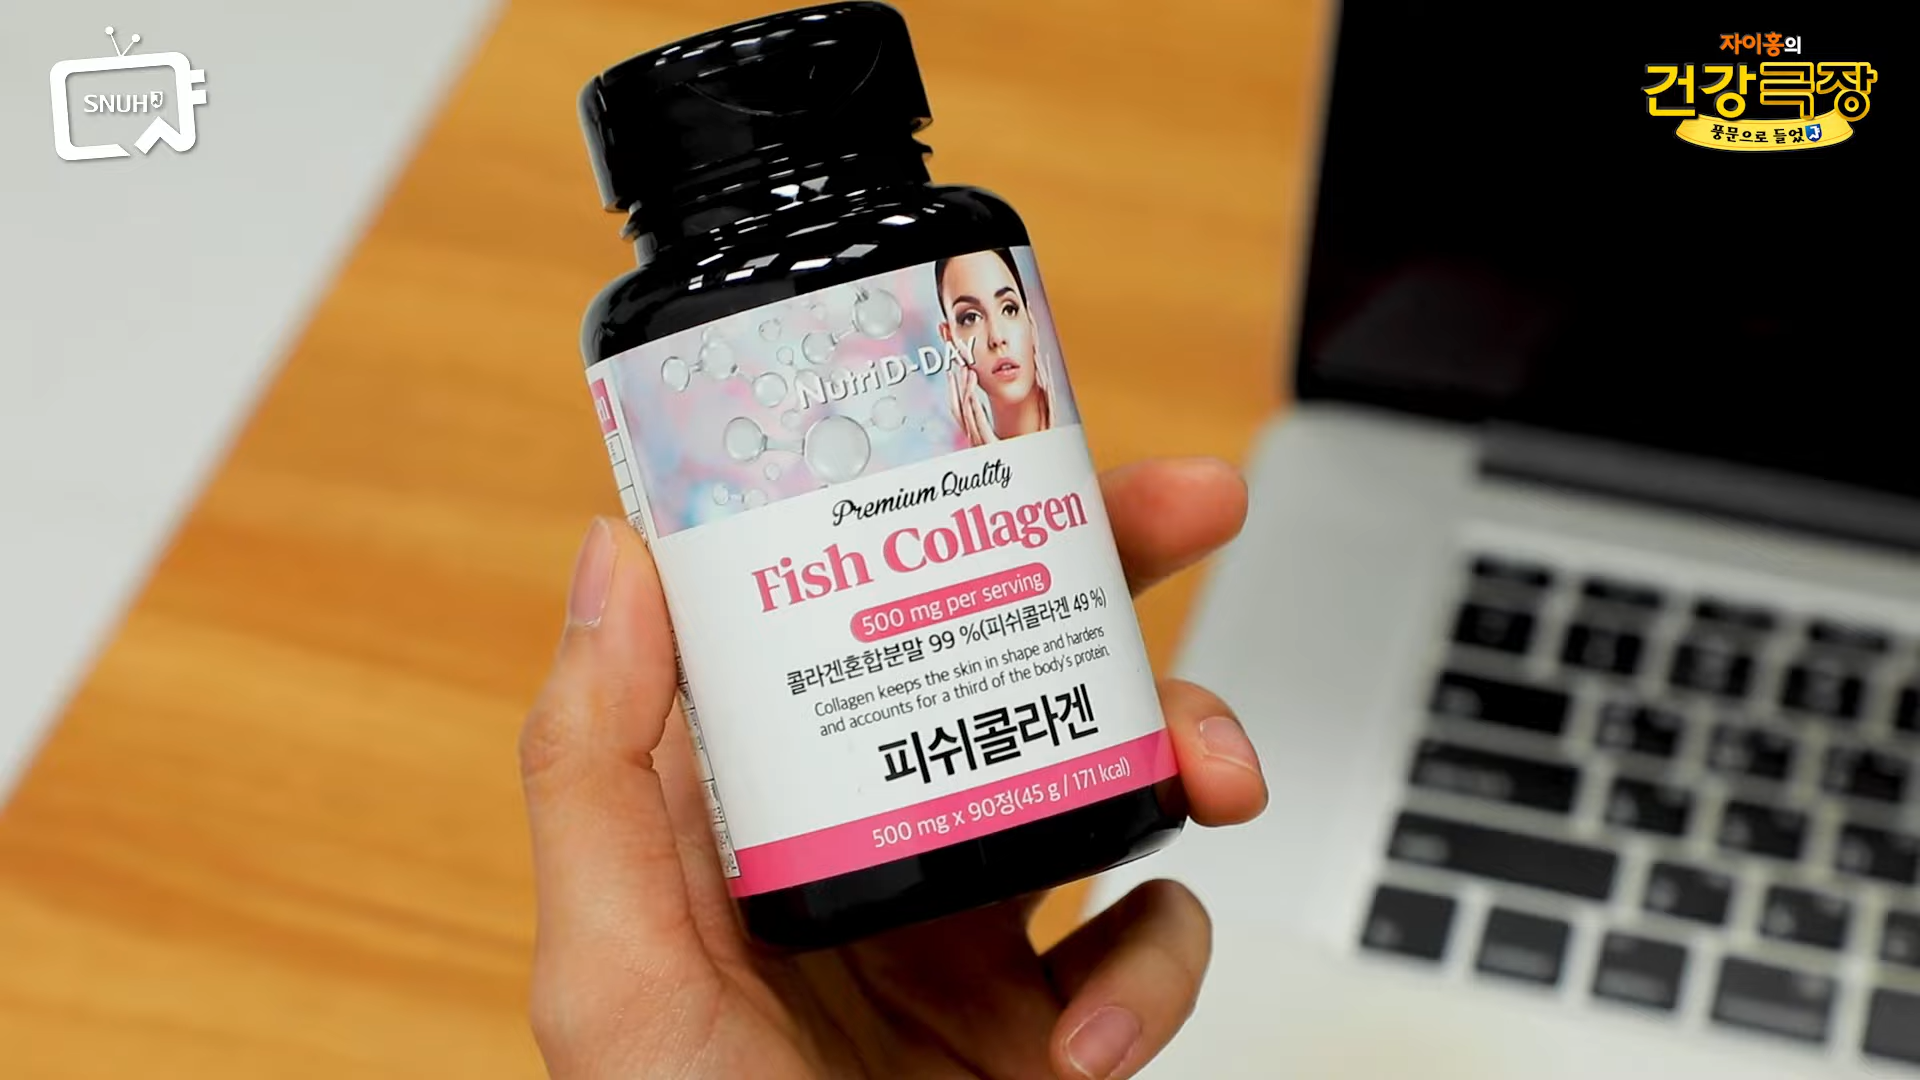 SNUH
자이홍의
건강극장
풍문으로 들었
NutriD-DAY
Premium Quality
Fish Collagen
500 mg per serving
콜라겐혼합분말 99 %(피쉬콜라겐 49 %)
Collagen keeps the skin in shape and hardens
and accounts for a third of the body's protein.
피쉬콜라겐
500 mg x 90정(45 g / 171 kcal)